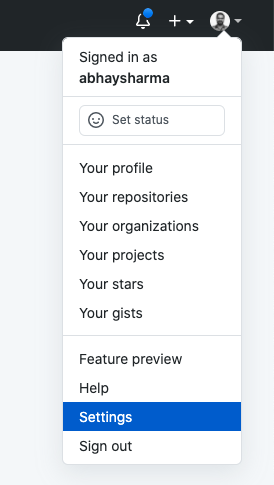 Signed in as
abhaysharma
Set status
Your profile
Your repositories
Your organizations
Your projects
Your stars
Your gists
Feature preview
Help
Settings
Sign out